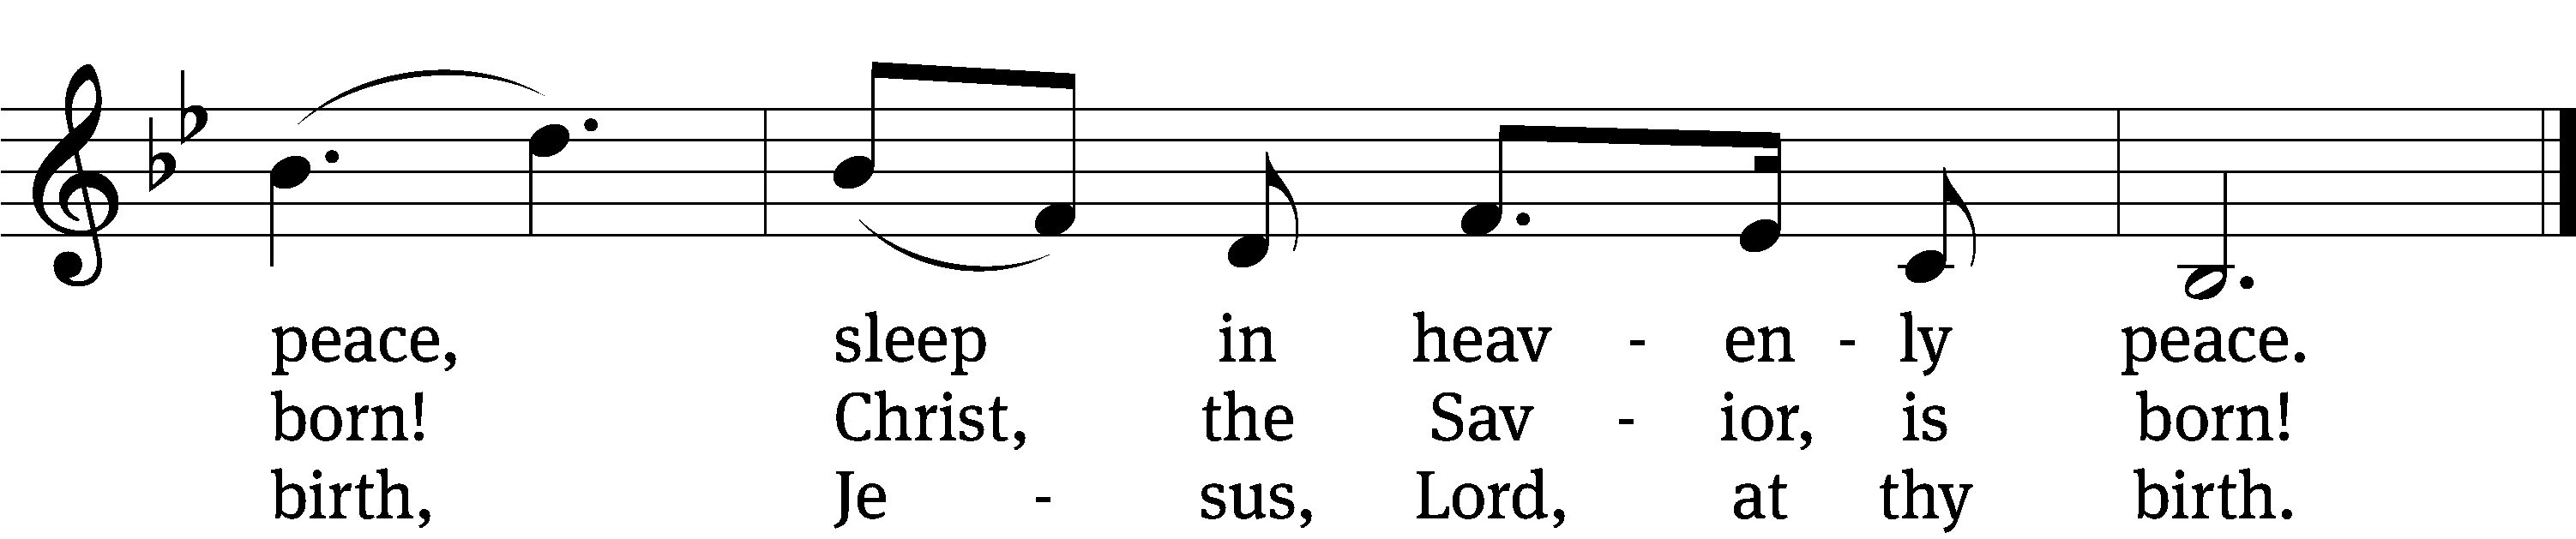 peace, sleep in heav - en - ly peace.
born! Christ, the Sav - ior, is born!
birth, Je - sus, Lord, at thy birth.